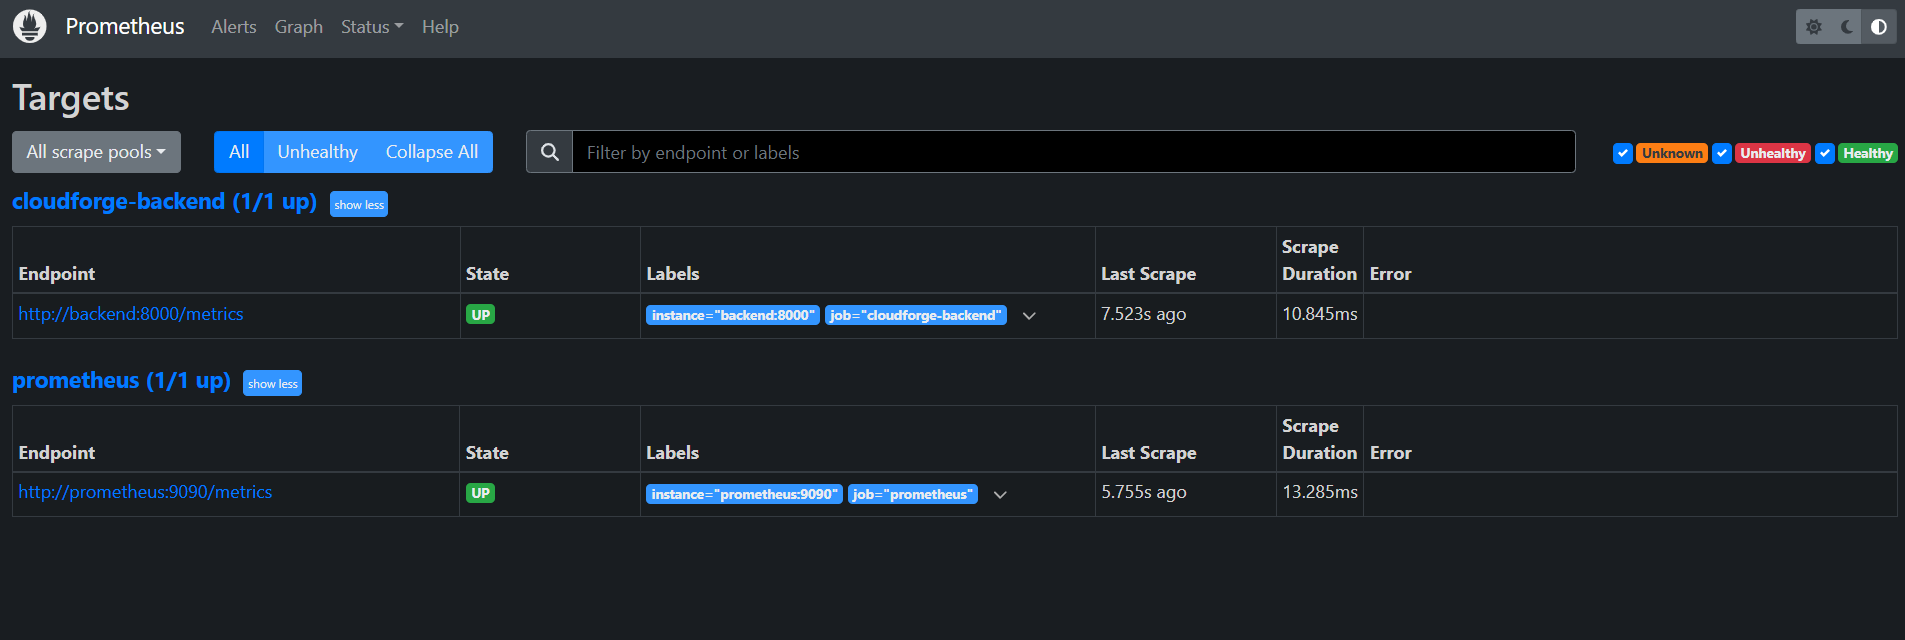 Prometheus Alerts Graph Status Help
Targets
All scrape pools All Unhealthy Collapse All Filter by endpoint or labels Unknown Unhealthy Healthy
cloudforge-backend (1/1 up) show less
Endpoint State Labels Last Scrape Scrape Duration Error
http://backend:8000/metrics UP instance="backend:8000" job="cloudforge-backend" 7.523s ago 10.845ms
prometheus (1/1 up) show less
Endpoint State Labels Last Scrape Scrape Duration Error
http://prometheus:9090/metrics UP instance="prometheus:9090" job="prometheus" 5.755s ago 13.285ms